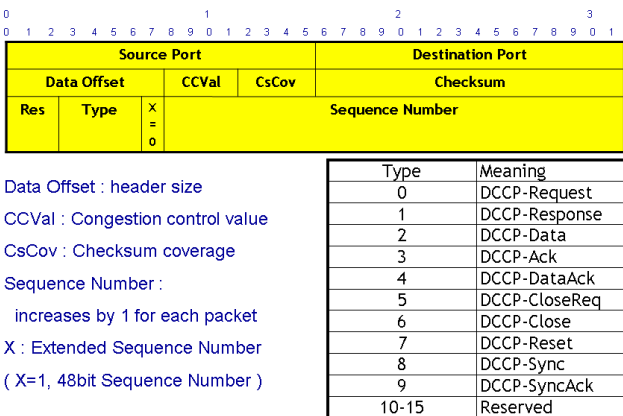 0 1 2 3
0 1 2 3 4 5 6 7 8 9 0 1 2 3 4 5 6 7 8 9 0 1 2 3 4 5 6 7 8 9 0 1
Source Port Destination Port
Data Offset CCVal CsCov Checksum
Res Type X = 0 Sequence Number
Data Offset : header size
CCVal : Congestion control value
CsCov : Checksum coverage
Sequence Number :
increases by 1 for each packet
X : Extended Sequence Number
( X=1, 48bit Sequence Number )
Type Meaning
0 DCCP-Request
1 DCCP-Response
2 DCCP-Data
3 DCCP-Ack
4 DCCP-DataAck
5 DCCP-CloseReq
6 DCCP-Close
7 DCCP-Reset
8 DCCP-Sync
9 DCCP-SyncAck
10-15 Reserved